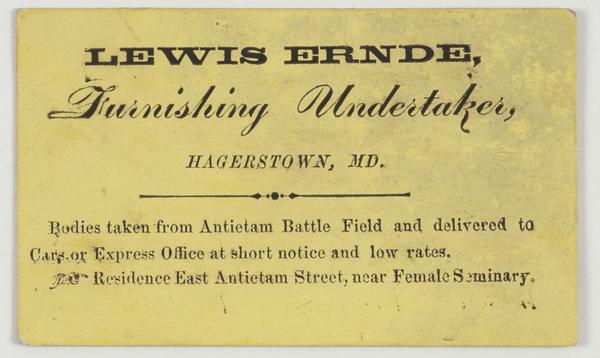 LEWIS ERNDE,
Furnishing Undertaker,
HAGERSTOWN, MD.
Bodies taken from Antietam Battle Field and delivered to
Cars or Express Office at short notice and low rates.
Residence East Antietam Street, near Female Seminary.